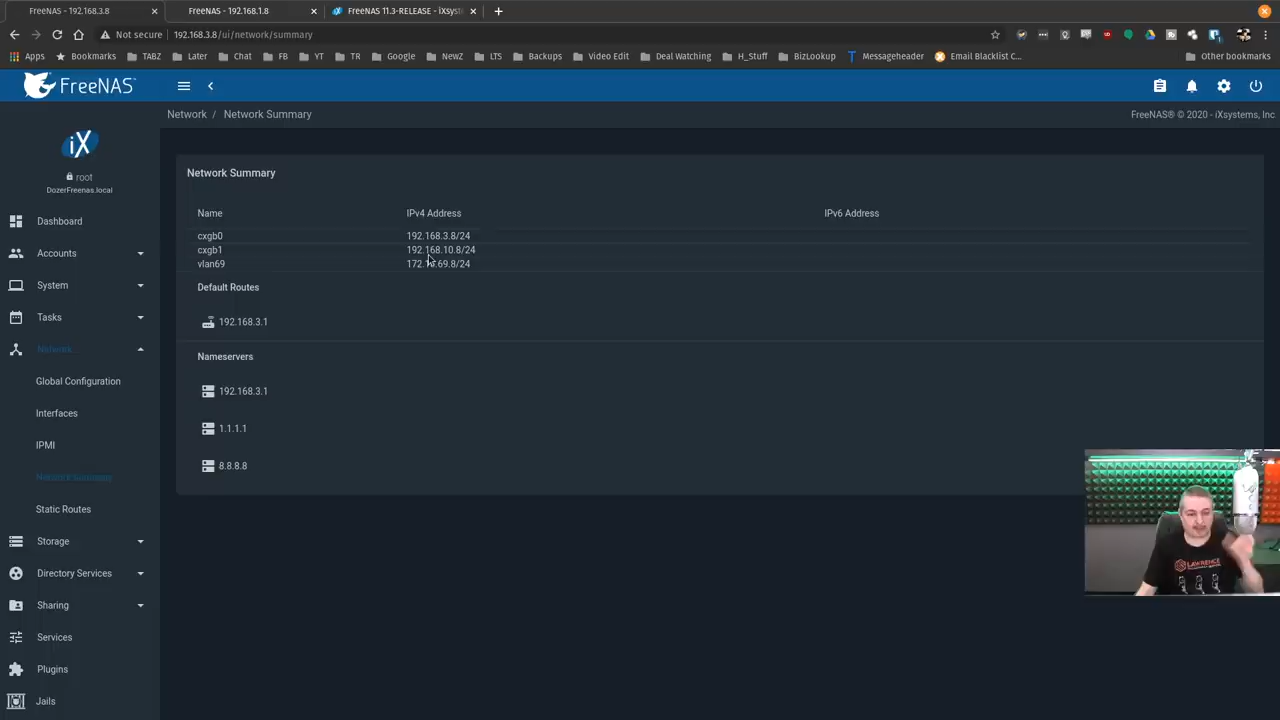 FreeNAS - 192.168.3.8
FreeNAS - 192.168.1.8
FreeNAS 11.3-RELEASE - iXsyst
Not secure
192.168.3.8/ui/network/summary
Apps
Bookmarks
TABZ
Later
Chat
FB
YT
TR
Google
NewZ
LTS
Backups
Video Edit
Deal Watching
H_Stuff
BizLookup
Messageheader
Email Blacklist C...
Other bookmarks
FreeNAS
Network / Network Summary
FreeNAS® © 2020 - iXsystems, Inc
iX
root
DozerFreenas.local
Dashboard
Accounts
System
Tasks
Network
Global Configuration
Interfaces
IPMI
Network Summary
Static Routes
Storage
Directory Services
Sharing
Services
Plugins
Jails
Network Summary
Name IPv4 Address IPv6 Address
cxgb0 192.168.3.8/24
cxgb1 192.168.10.8/24
vlan69 172.16.69.8/24
Default Routes
192.168.3.1
Nameservers
192.168.3.1
1.1.1.1
8.8.8.8
LAWRENCE